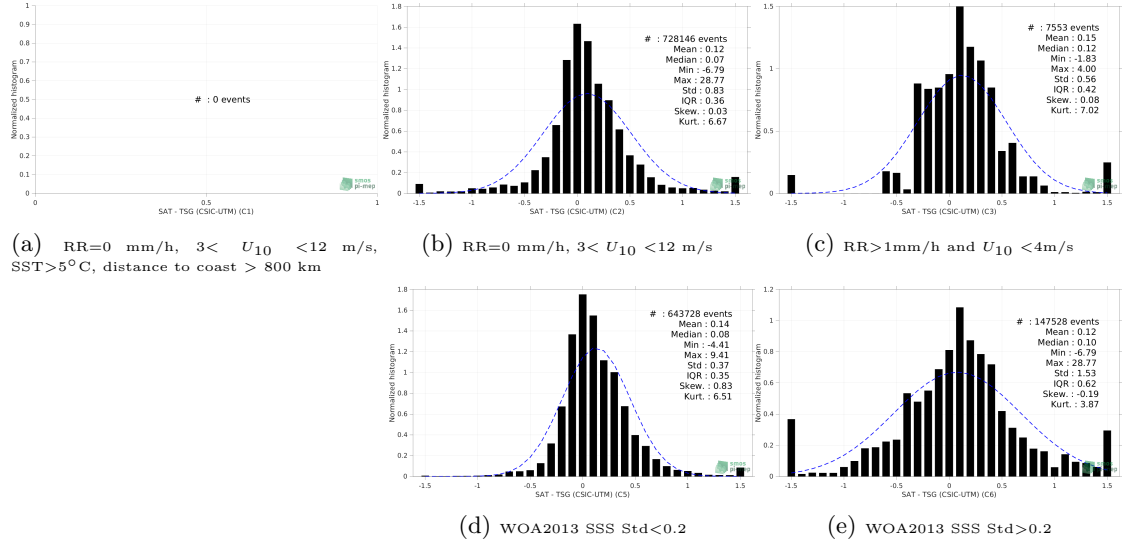 1
0.9
0.8
0.7
0.6
0.5
0.4
0.3
0.2
0.1
0
0
0.5
1
Normalized histogram
# : 0 events
smos
pi-mep
SAT - TSG (CSIC-UTM) (C1)
(a) RR=0 mm/h, 3< U10 <12 m/s,
SST>5°C, distance to coast > 800 km
1.8
1.6
1.4
1.2
1
0.8
0.6
0.4
0.2
0
-1.5
-1
-0.5
0
0.5
1
1.5
Normalized histogram
# : 728146 events
Mean : 0.12
Median : 0.07
Min : -6.79
Max : 28.77
Std : 0.83
IQR : 0.36
Skew. : 0.03
Kurt. : 6.67
smos
pi-mep
SAT - TSG (CSIC-UTM) (C2)
(b) RR=0 mm/h, 3< U10 <12 m/s
1.5
1
0.5
0
-1.5
-1
-0.5
0
0.5
1
1.5
Normalized histogram
# : 7553 events
Mean : 0.15
Median : 0.12
Min : -1.83
Max : 4.00
Std : 0.56
IQR : 0.42
Skew. : 0.08
Kurt. : 7.02
smos
pi-mep
SAT - TSG (CSIC-UTM) (C3)
(c) RR>1mm/h and U10 <4m/s
1.8
1.6
1.4
1.2
1
0.8
0.6
0.4
0.2
0
-1.5
-1
-0.5
0
0.5
1
1.5
Normalized histogram
# : 643728 events
Mean : 0.14
Median : 0.08
Min : -4.41
Max : 9.41
Std : 0.37
IQR : 0.35
Skew. : 0.83
Kurt. : 6.51
smos
pi-mep
SAT - TSG (CSIC-UTM) (C5)
(d) WOA2013 SSS Std<0.2
1.2
1
0.8
0.6
0.4
0.2
0
-1.5
-1
-0.5
0
0.5
1
1.5
Normalized histogram
# : 147528 events
Mean : 0.12
Median : 0.10
Min : -6.79
Max : 28.77
Std : 1.53
IQR : 0.62
Skew. : -0.19
Kurt. : 3.87
smos
pi-mep
SAT - TSG (CSIC-UTM) (C6)
(e) WOA2013 SSS Std>0.2